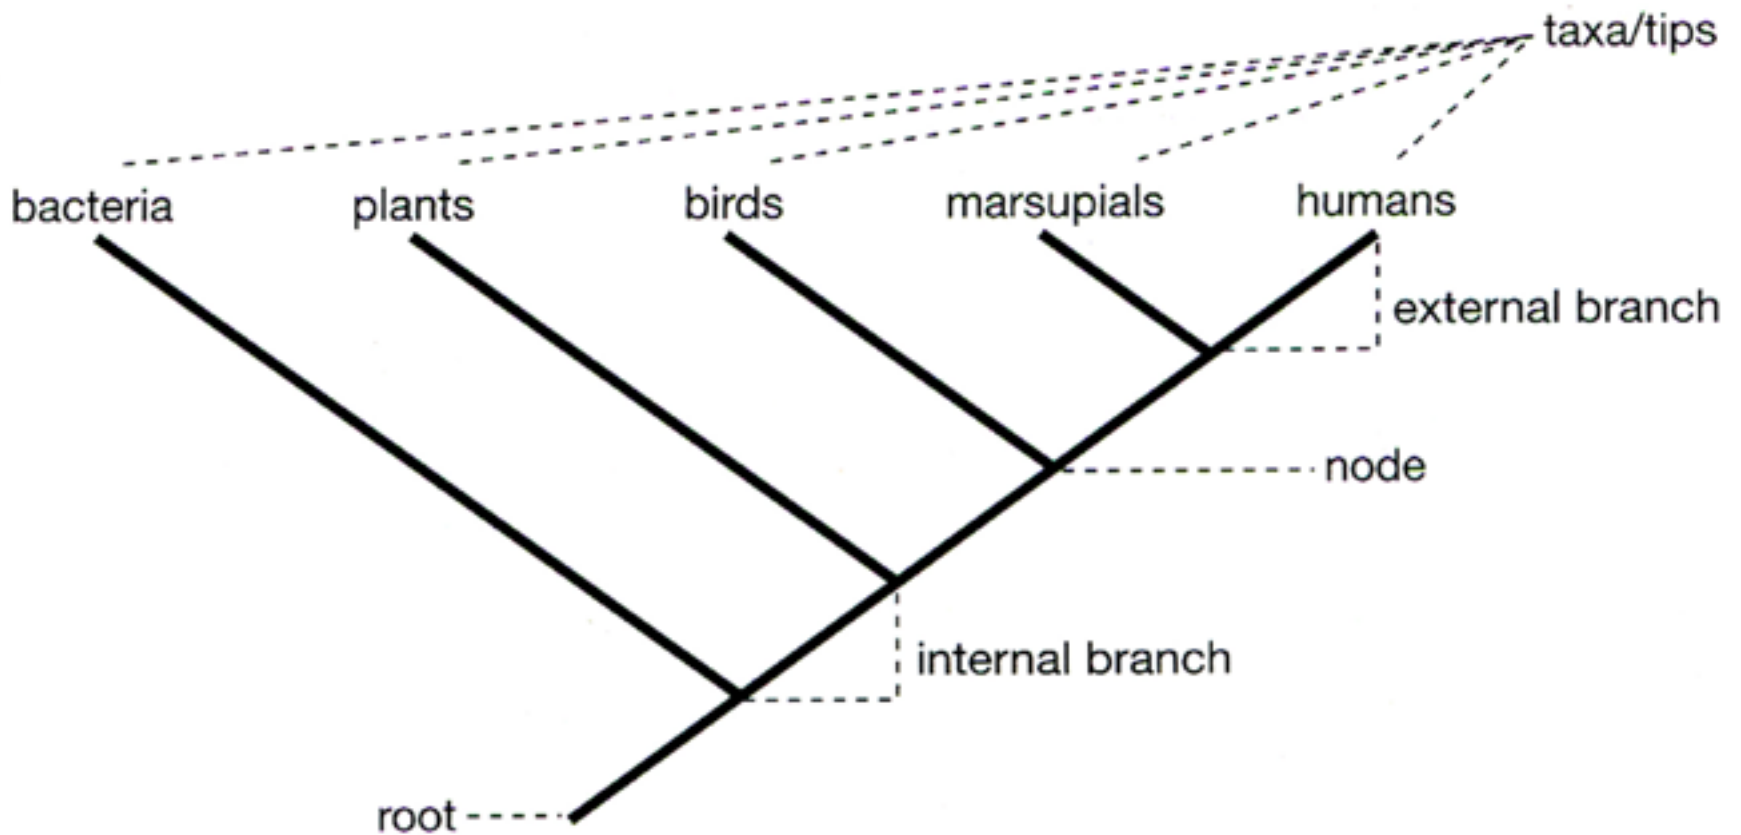 taxa/tips
bacteria plants birds marsupials humans
external branch
node
internal branch
root